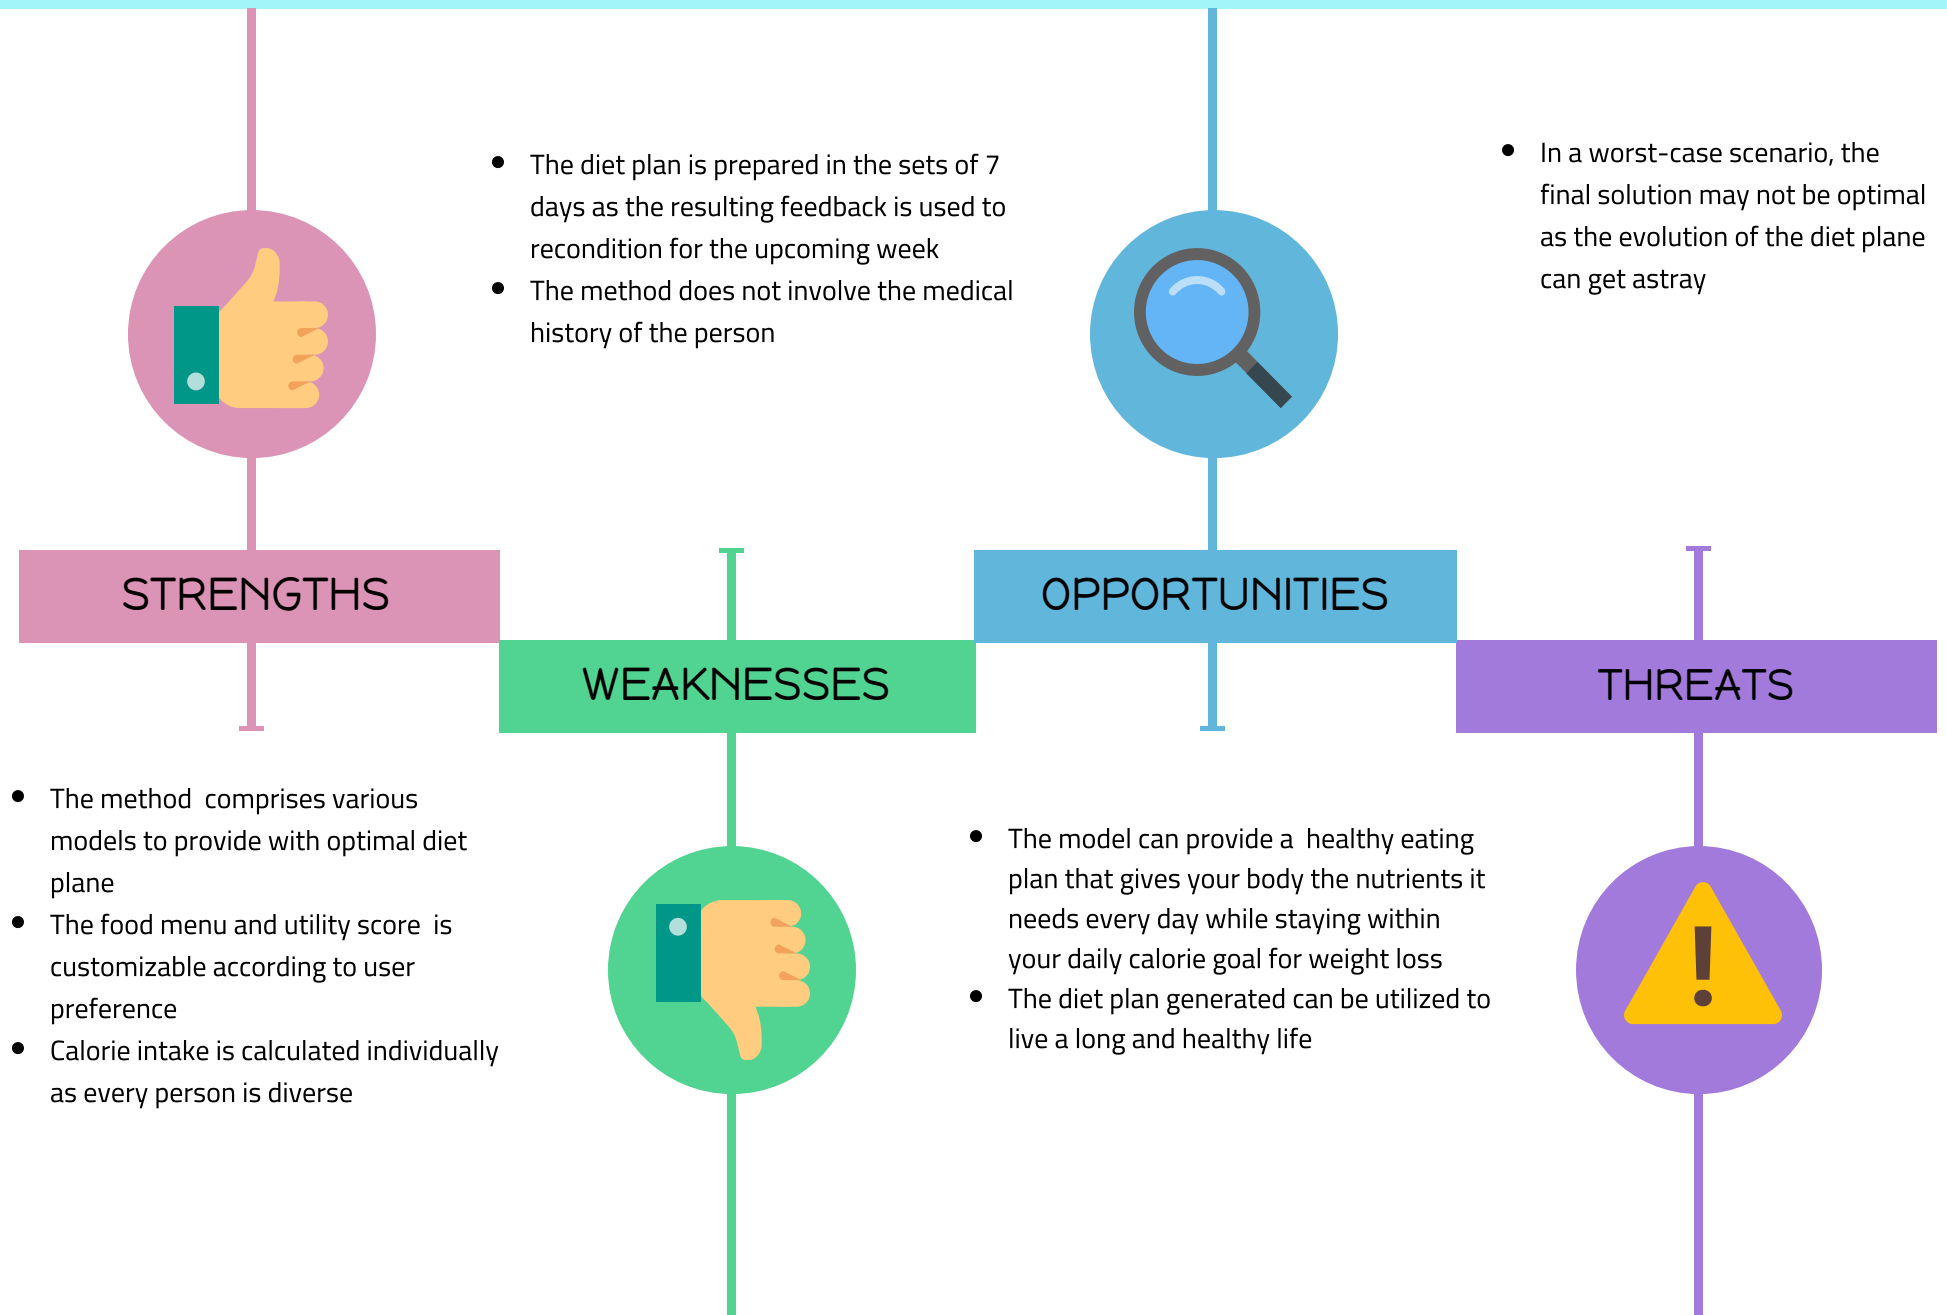 STRENGTHS
• The method  comprises various
models to provide with optimal diet
plane
• The food menu and utility score  is
customizable according to user
preference
• Calorie intake is calculated individually
as every person is diverse
• The diet plan is prepared in the sets of 7
days as the resulting feedback is used to
recondition for the upcoming week
• The method does not involve the medical
history of the person
WEAKNESSES
OPPORTUNITIES
• The model can provide a  healthy eating
plan that gives your body the nutrients it
needs every day while staying within
your daily calorie goal for weight loss
• The diet plan generated can be utilized to
live a long and healthy life
• In a worst-case scenario, the
final solution may not be optimal
as the evolution of the diet plane
can get astray
THREATS
!